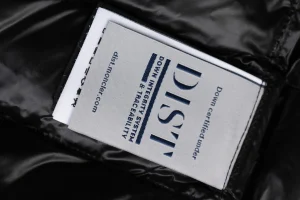 Down certified under
DIST
DOWN INTEGRITY SYSTEM
& TRACEABILITY
dist.moncler.com